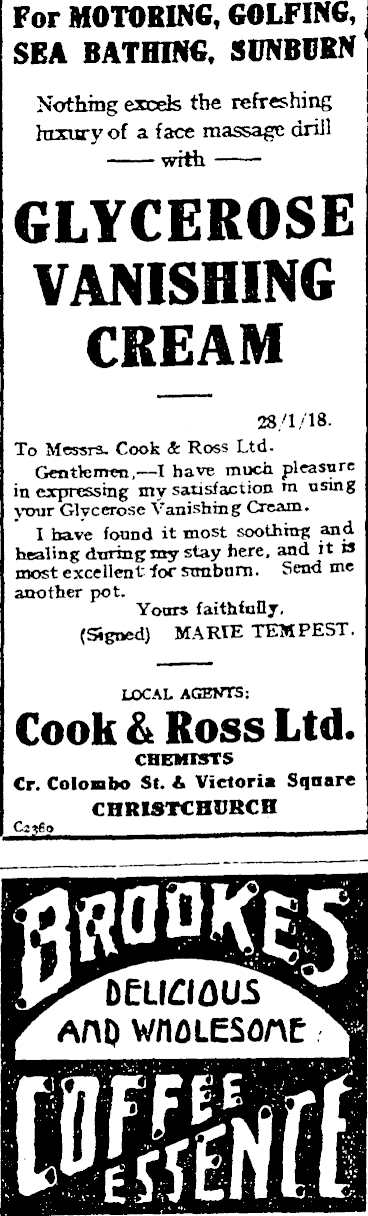 For MOTORING, GOLFING,
SEA BATHING, SUNBURN
Nothing excels the refreshing
luxury of a face massage drill
with
GLYCEROSE
VANISHING
CREAM
28/1/18.
To Messrs. Cook & Ross Ltd.
Gentlemen,—I have much pleasure
in expressing my satisfaction in using
your Glycerose Vanishing Cream.
I have found it most soothing and
healing during my stay here, and it is
most excellent for sunburn. Send me
another pot.
Yours faithfully,
(Signed) MARIE TEMPEST.
LOCAL AGENTS:
Cook & Ross Ltd.
CHEMISTS
Cr. Colombo St. & Victoria Square
CHRISTCHURCH
C2360
BROOKES
DELICIOUS
AND WHOLESOME
COFFEE
ESSENCE